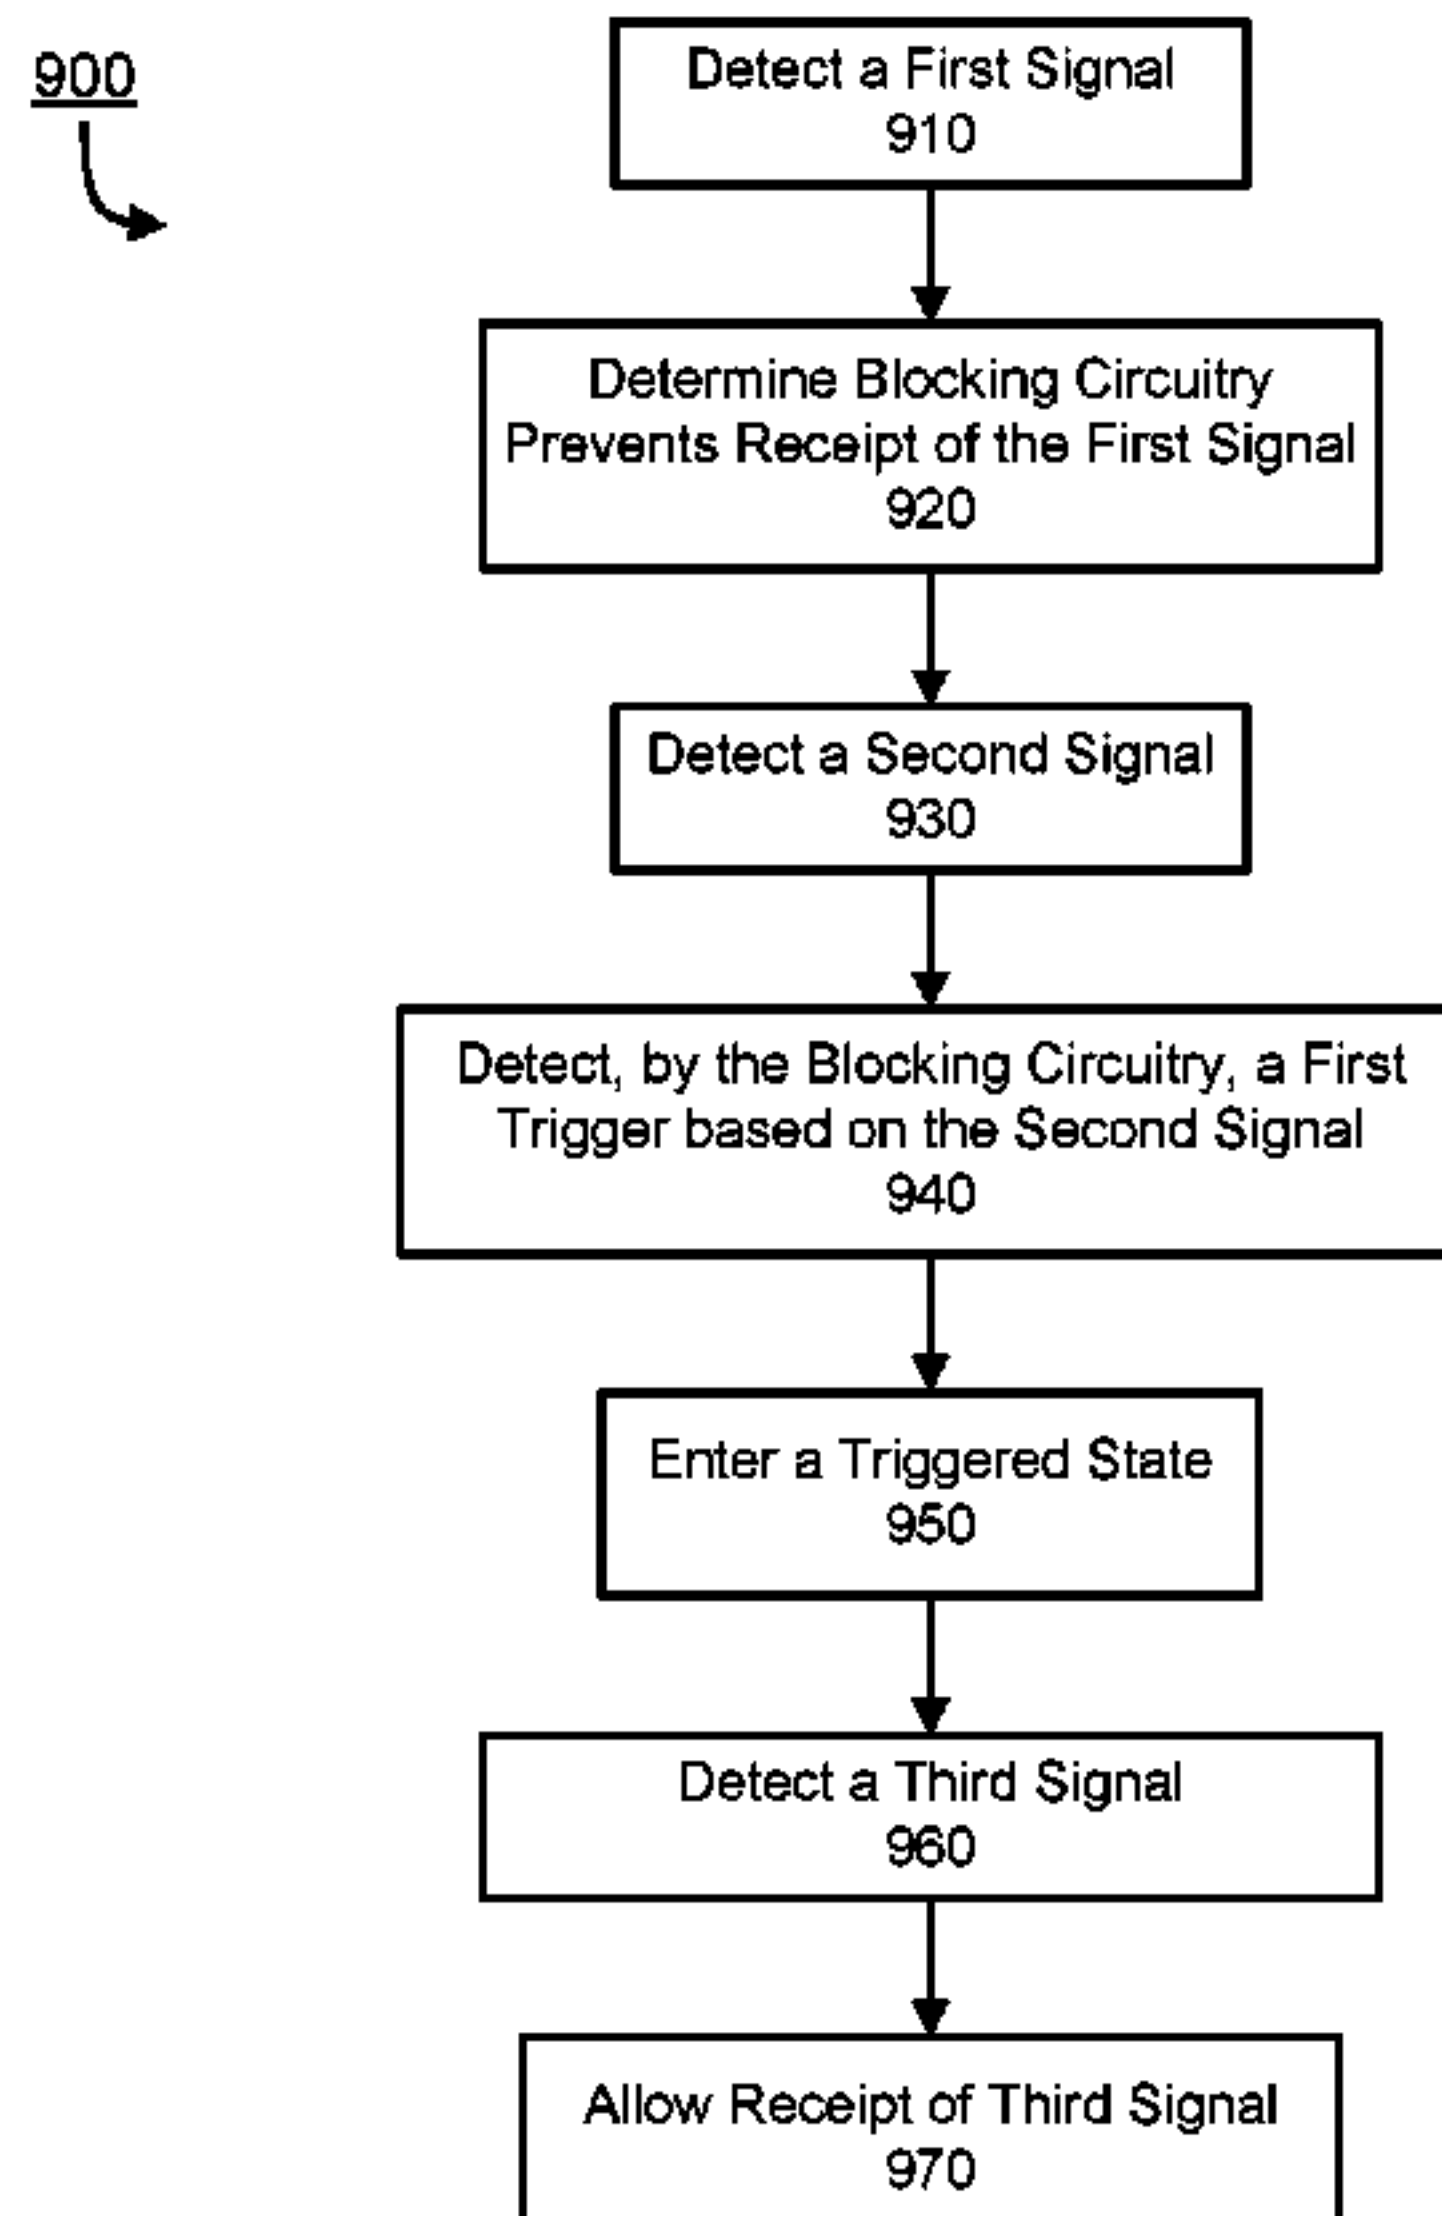 900
Detect a First Signal
910
Determine Blocking Circuitry
Prevents Receipt of the First Signal
920
Detect a Second Signal
930
Detect, by the Blocking Circuitry, a First
Trigger based on the Second Signal
940
Enter a Triggered State
950
Detect a Third Signal
960
Allow Receipt of Third Signal
970